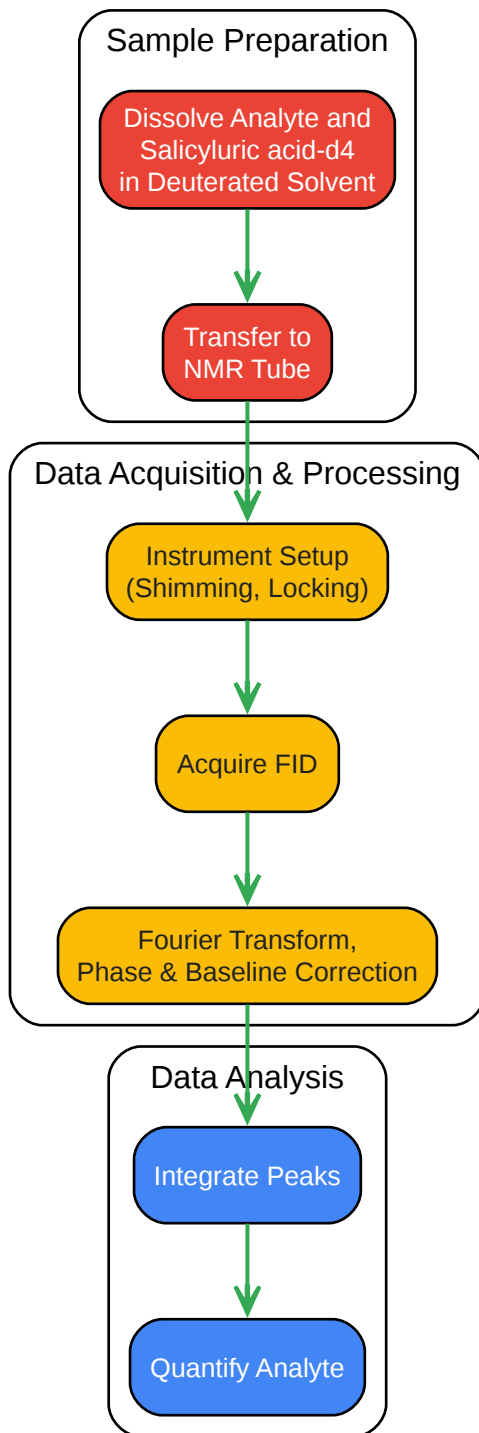 Sample Preparation
Dissolve Analyte and
Salicyluric acid-d4
in Deuterated Solvent
Transfer to
NMR Tube
Data Acquisition & Processing
Instrument Setup
(Shimming, Locking)
Acquire FID
Fourier Transform,
Phase & Baseline Correction
Data Analysis
Integrate Peaks
Quantify Analyte